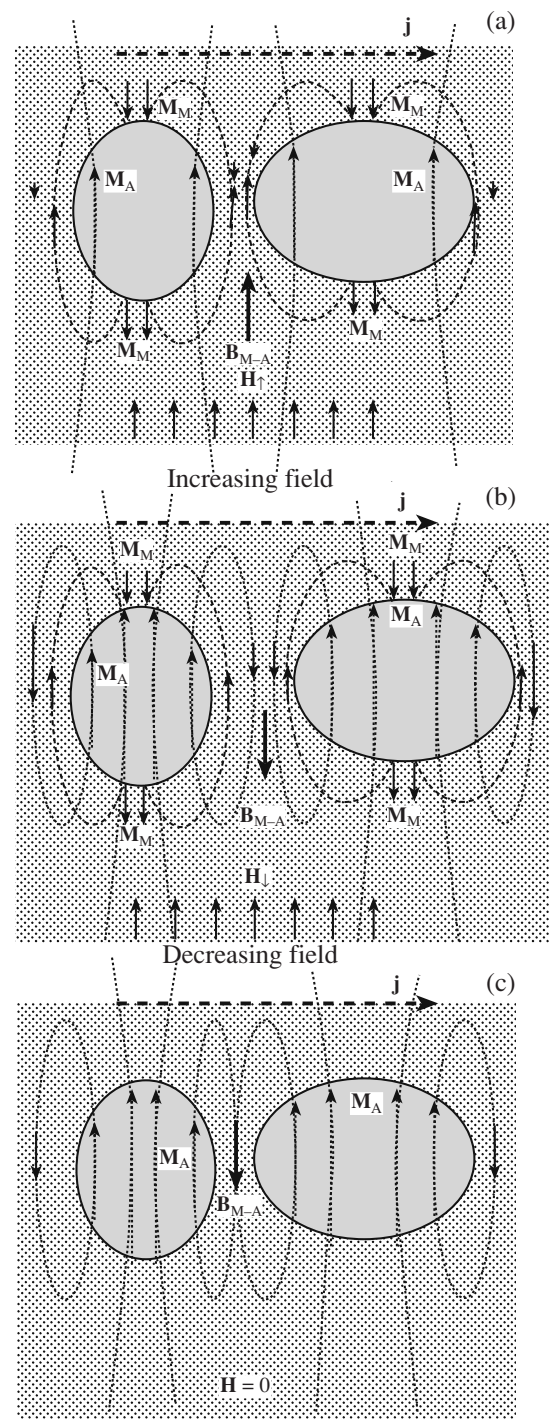 (a)
j
M_M M_M
M_A M_A
M_M M_M
B_M–A
H↑
Increasing field
(b)
j
M_M M_M
M_A
M_A
B_M–A
M_M M_M
H↓
Decreasing field
(c)
j
M_A
M_A
B_M–A
H = 0